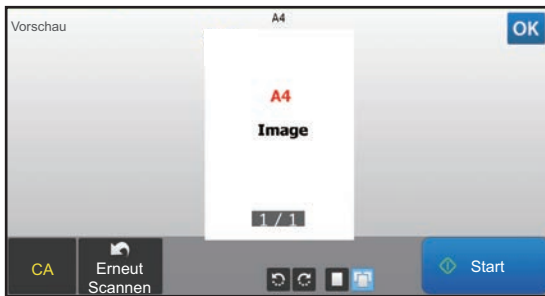 Vorschau
A4
OK
A4
Image
1 / 1
CA
Erneut
Scannen
Start